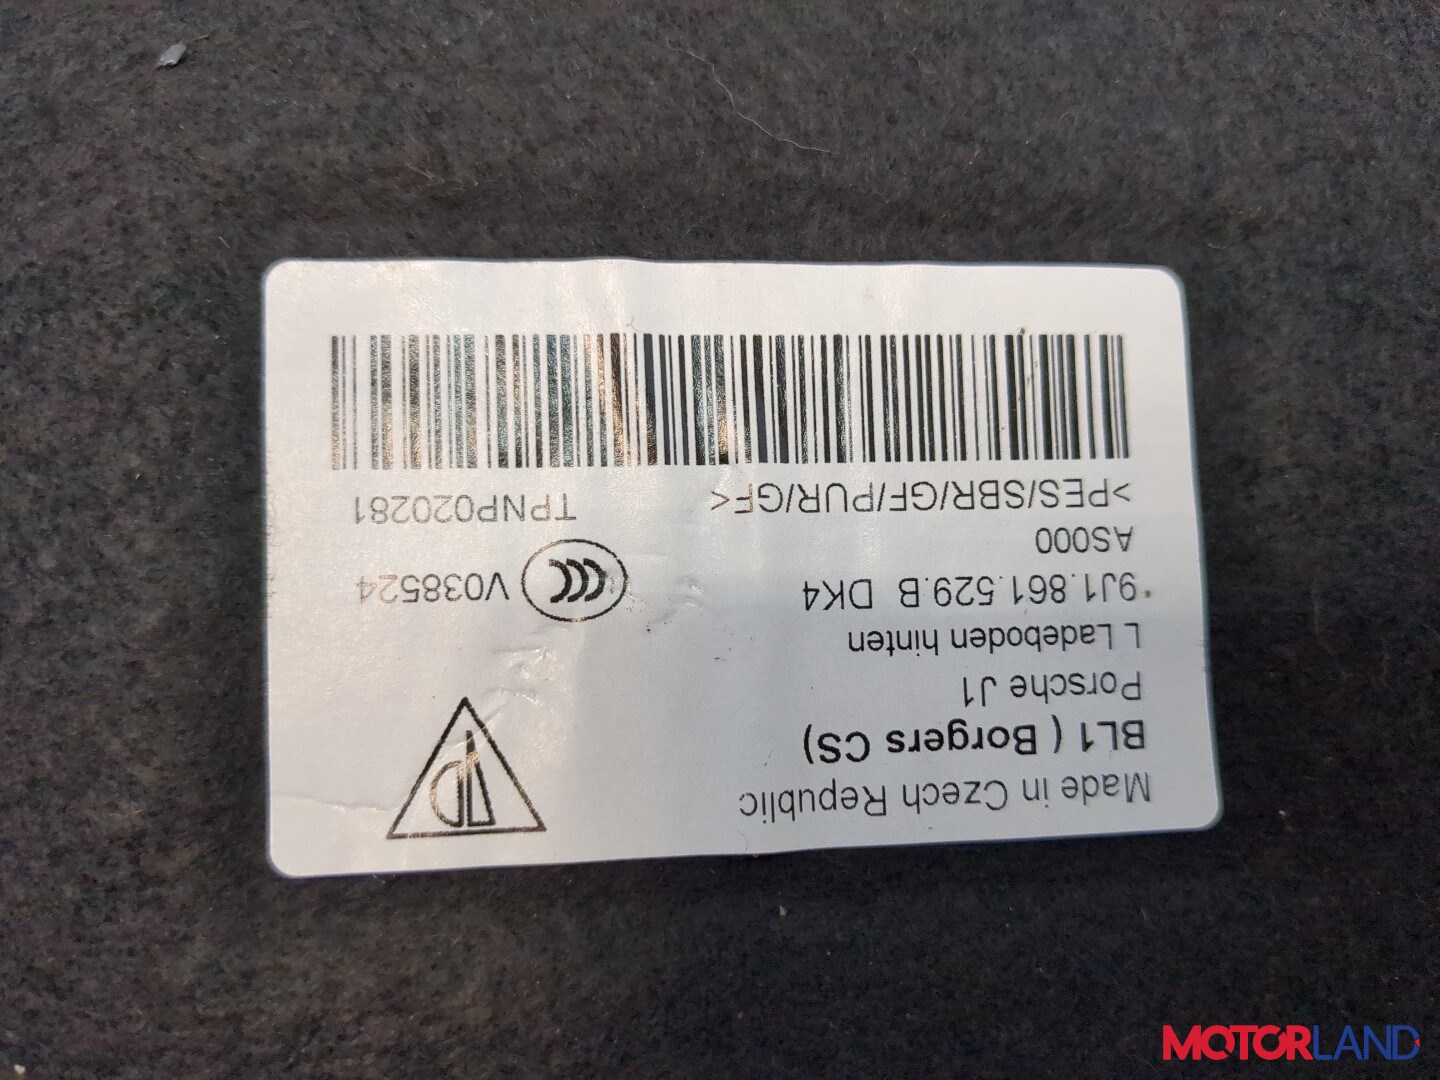 Made in Czech Republic
BL1 ( Borgers CS)
Porsche J1
L Ladeboden hinten
*9J1.861.529.B DK4
V038524
AS000
>PES/SBR/GF/PUR/GF<
TPNP020281
MOTORLAND